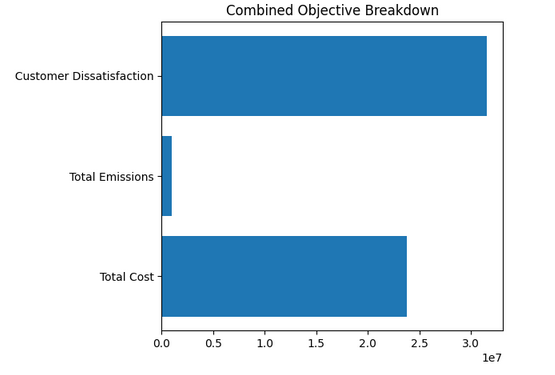 Combined Objective Breakdown
Customer Dissatisfaction
Total Emissions
Total Cost
0.0 0.5 1.0 1.5 2.0 2.5 3.0
1e7